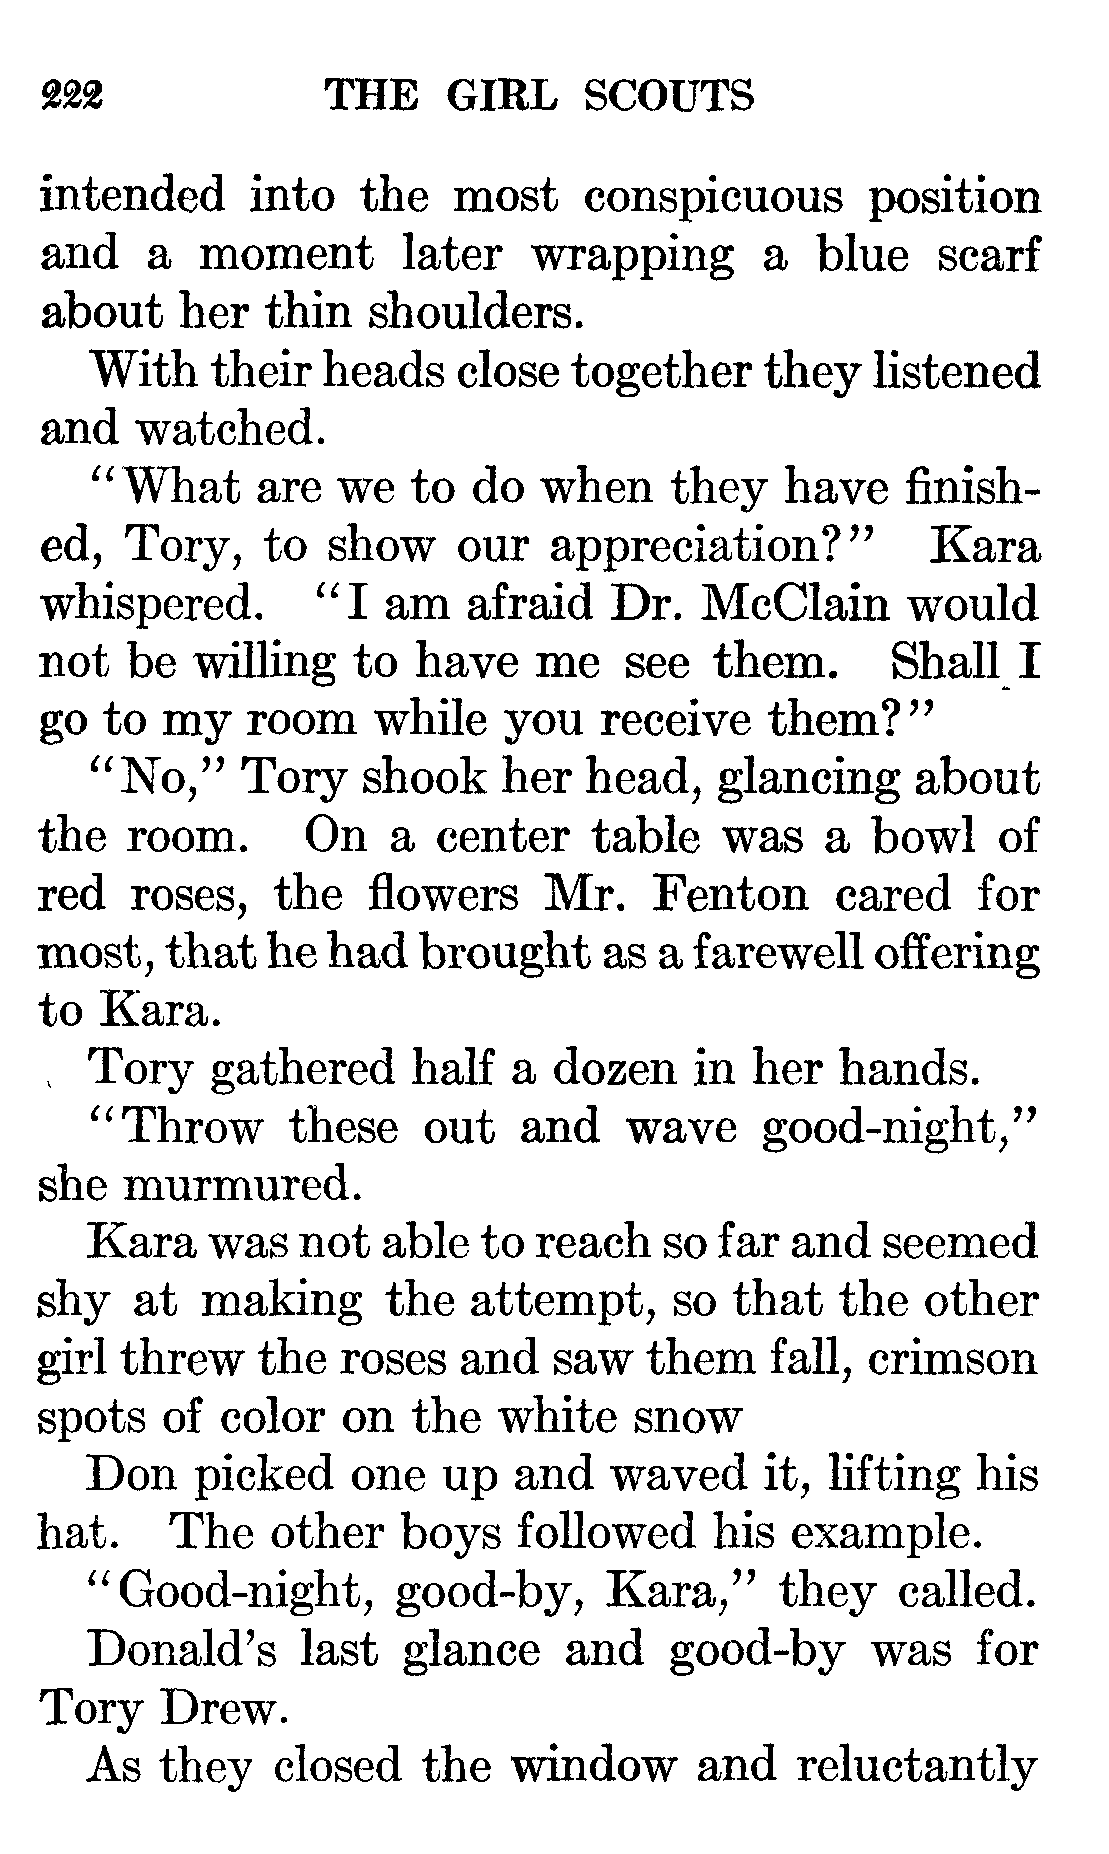 222 THE GIRL SCOUTS
intended into the most conspicuous position
and a moment later wrapping a blue scarf
about her thin shoulders.
With their heads close together they listened
and watched.
"What are we to do when they have finish-
ed, Tory, to show our appreciation?" Kara
whispered. "I am afraid Dr. McClain would
not be willing to have me see them. Shall I
go to my room while you receive them?"
"No," Tory shook her head, glancing about
the room. On a center table was a bowl of
red roses, the flowers Mr. Fenton cared for
most, that he had brought as a farewell offering
to Kara.
Tory gathered half a dozen in her hands.
"Throw these out and wave good-night,"
she murmured.
Kara was not able to reach so far and seemed
shy at making the attempt, so that the other
girl threw the roses and saw them fall, crimson
spots of color on the white snow
Don picked one up and waved it, lifting his
hat. The other boys followed his example.
"Good-night, good-by, Kara," they called.
Donald's last glance and good-by was for
Tory Drew.
As they closed the window and reluctantly